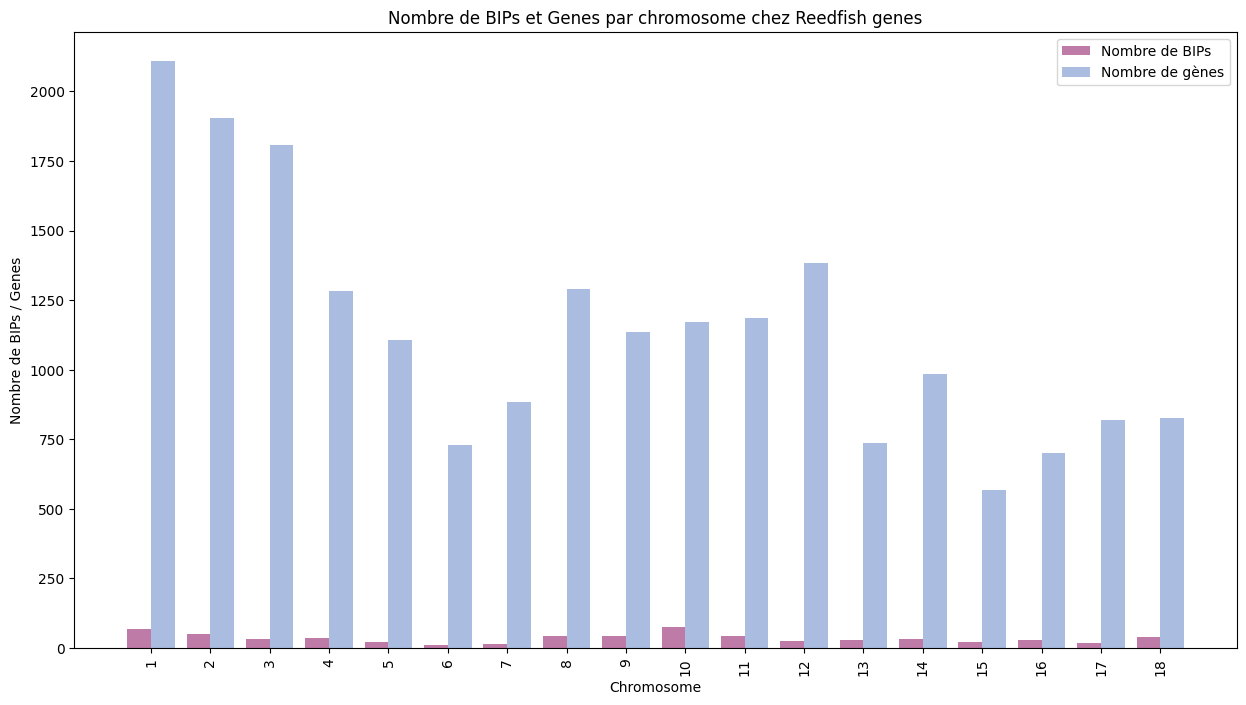 Nombre de BIPs et Genes par chromosome chez Reedfish genes
Nombre de BIPs
Nombre de gènes
Nombre de BIPs / Genes
2000
1750
1500
1250
1000
750
500
250
0
1 2 3 4 5 6 7 8 9 10 11 12 13 14 15 16 17 18
Chromosome